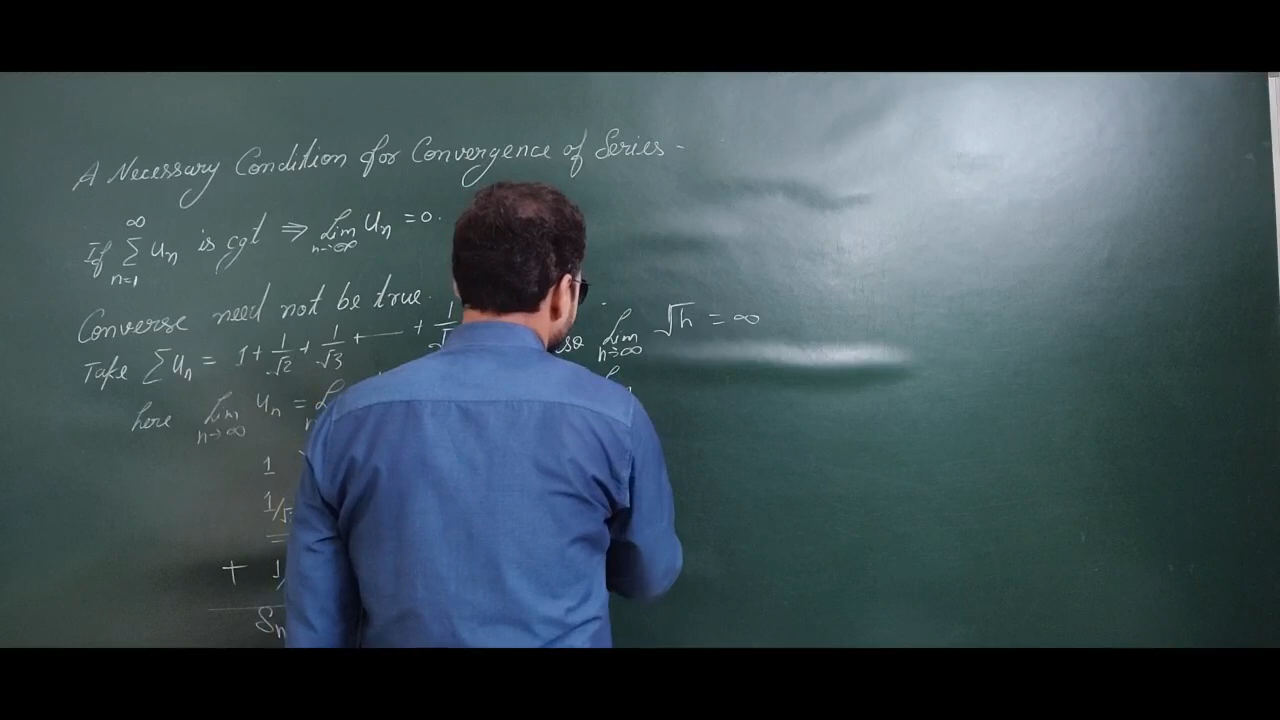 A Necessary Condition for Convergence of Series -
If ∞ ∑ n=1 Un is cgt ⇒ Lim n→∞ Un = 0.
Converse need not be true.
Take ∑Un = 1 + 1/√2 + 1/√3 + —— + 1/√
Lim n→∞ √n = ∞
here Lim n→∞ Un =
1
1/√
=
+ 1/
Sn